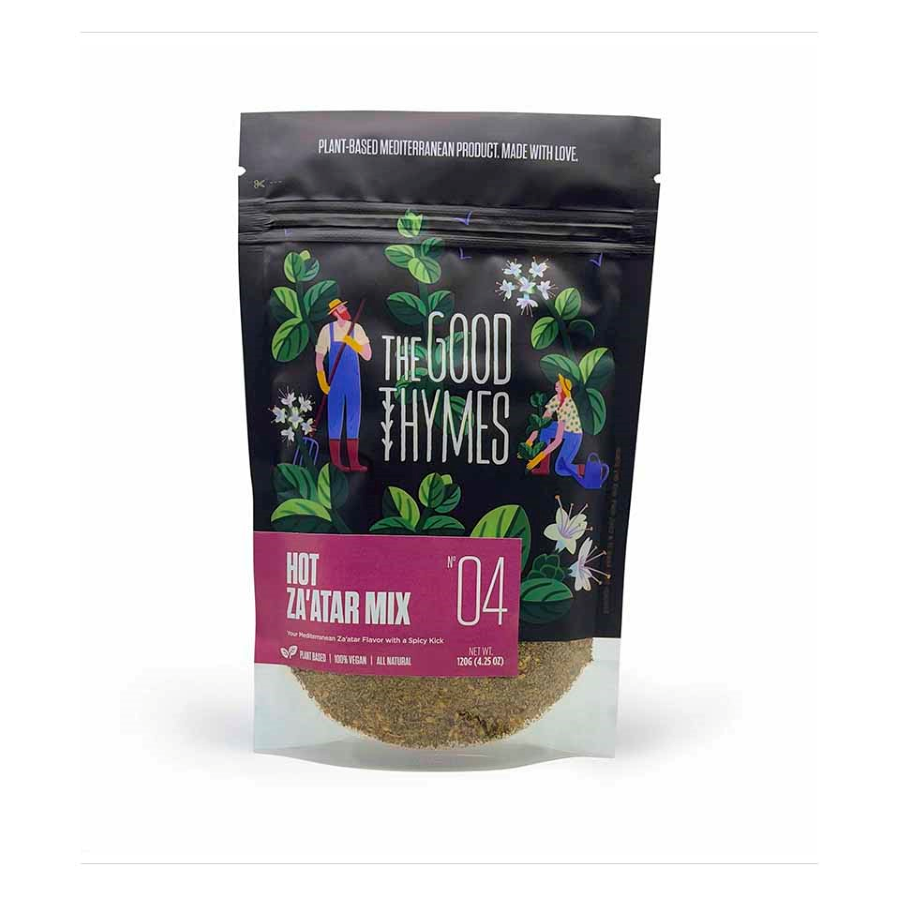 PLANT-BASED MEDITERRANEAN PRODUCT. MADE WITH LOVE.
THE GOOD
THYMES
HOT
ZA'ATAR MIX
Nº 04
Your Mediterranean Za'atar Flavor with a Spicy Kick
PLANT BASED | 100% VEGAN | ALL NATURAL
NET WT.
120G (4.25 OZ)